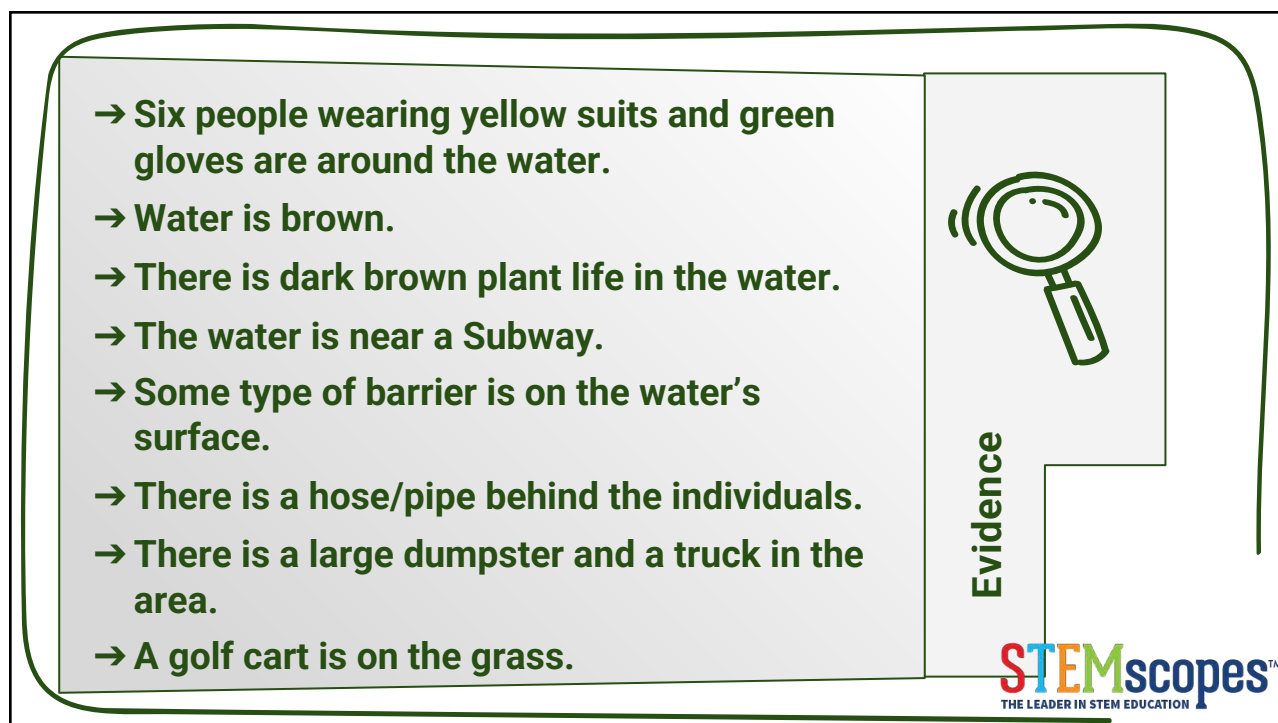 ➔ Six people wearing yellow suits and green
gloves are around the water.
➔ Water is brown.
➔ There is dark brown plant life in the water.
➔ The water is near a Subway.
➔ Some type of barrier is on the water’s
surface.
➔ There is a hose/pipe behind the individuals.
➔ There is a large dumpster and a truck in the
area.
➔ A golf cart is on the grass.
Evidence
STEMscopes™
THE LEADER IN STEM EDUCATION